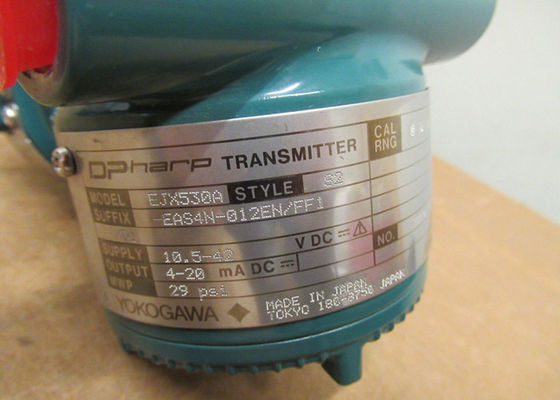 DPharp TRANSMITTER
CAL RNG
MODEL EJX530A STYLE S2
SUFFIX -EAS4N-012EN/FF1
SUPPLY 10.5-42 V DC ⎓ ⚠
OUTPUT 4-20 mA DC ⎓ NO.
MWP 29 psi
YOKOGAWA
MADE IN JAPAN
TOKYO 180-8750 JAPAN